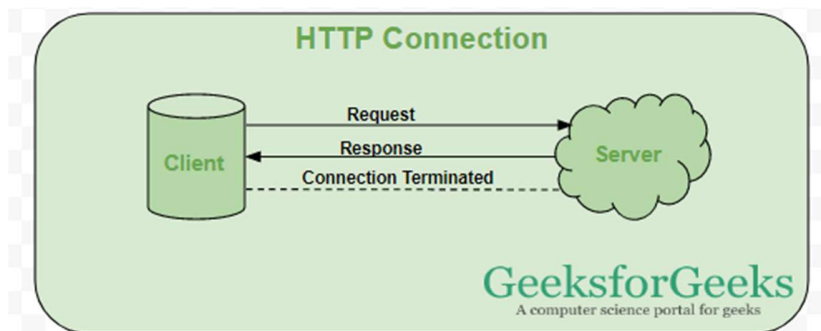 HTTP Connection
Request
Client
Response
Server
Connection Terminated
GeeksforGeeks
A computer science portal for geeks